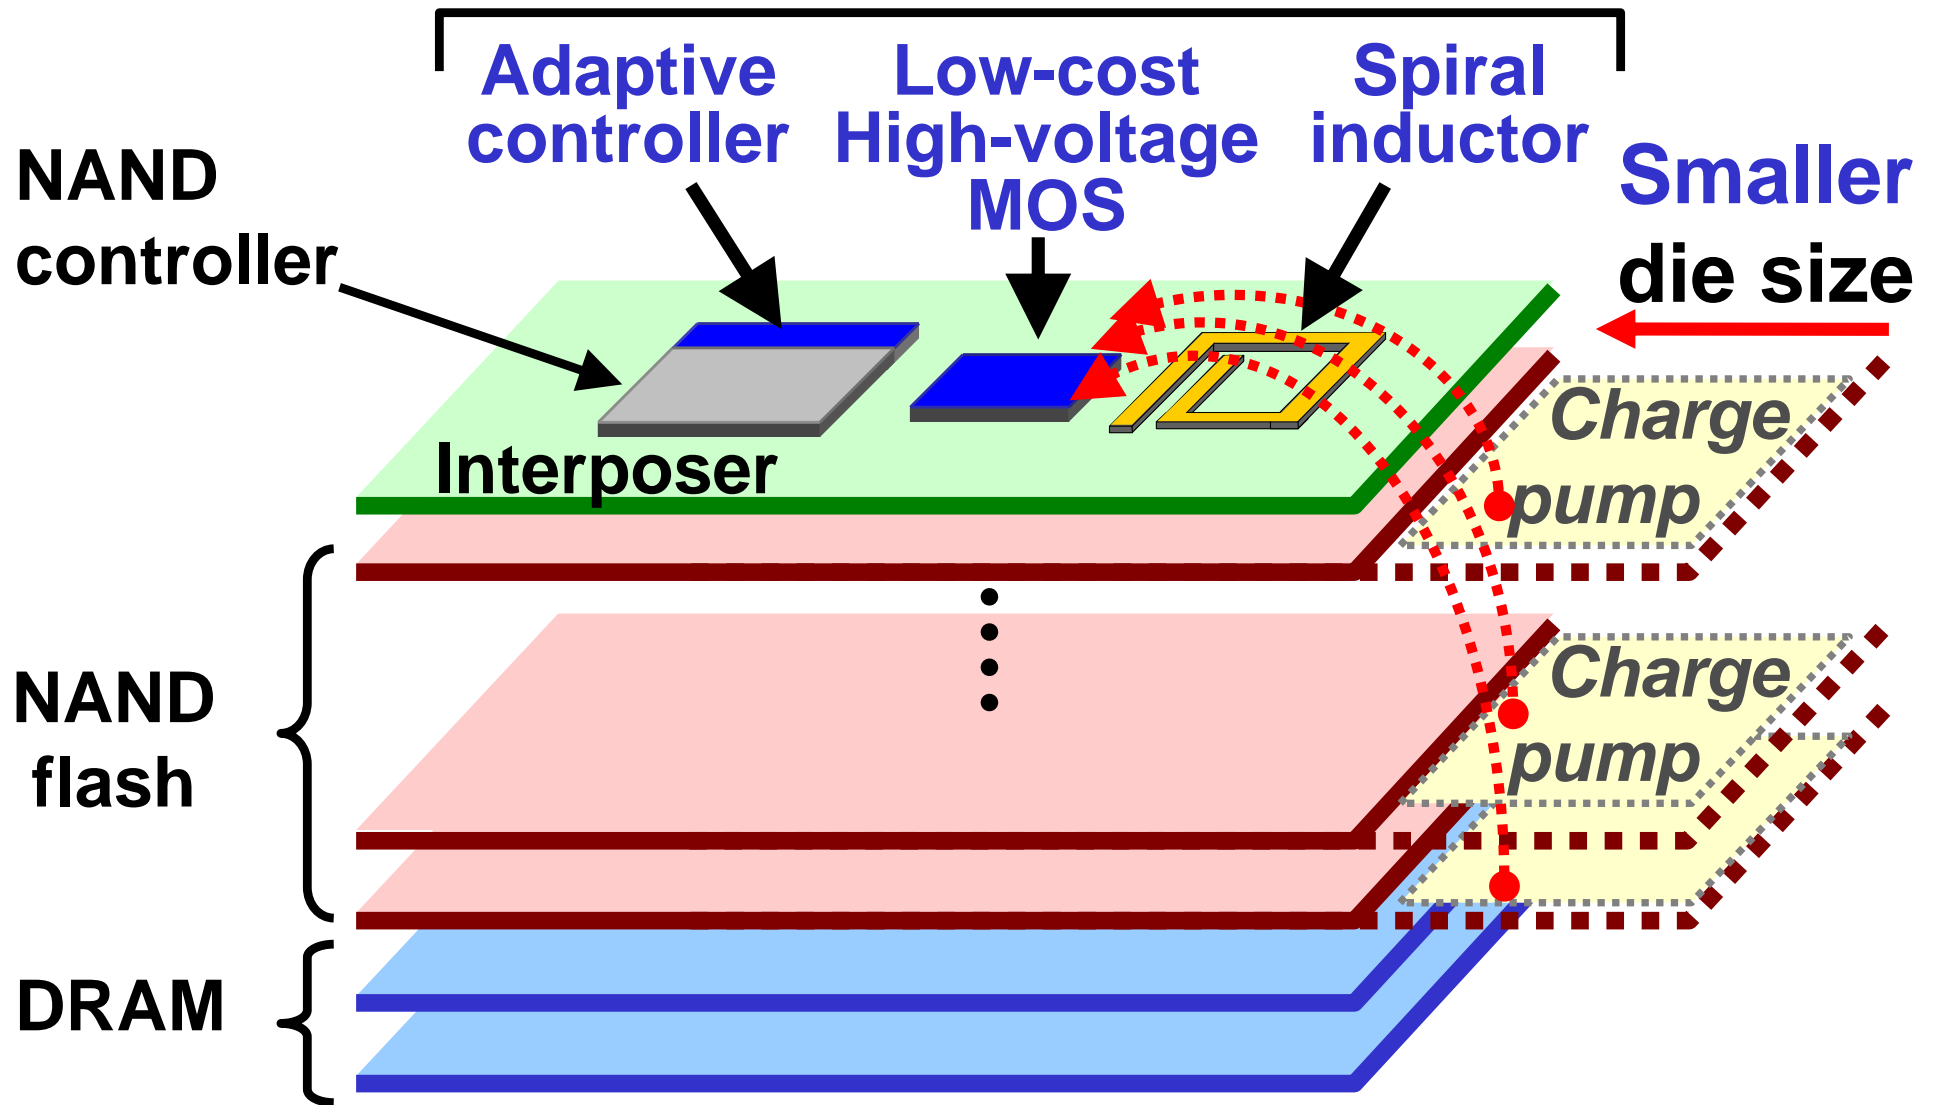 Adaptive
controller
Low-cost
High-voltage
MOS
Spiral
inductor
NAND
controller
Smaller
die size
Interposer
Charge
pump
NAND
flash
Charge
pump
DRAM